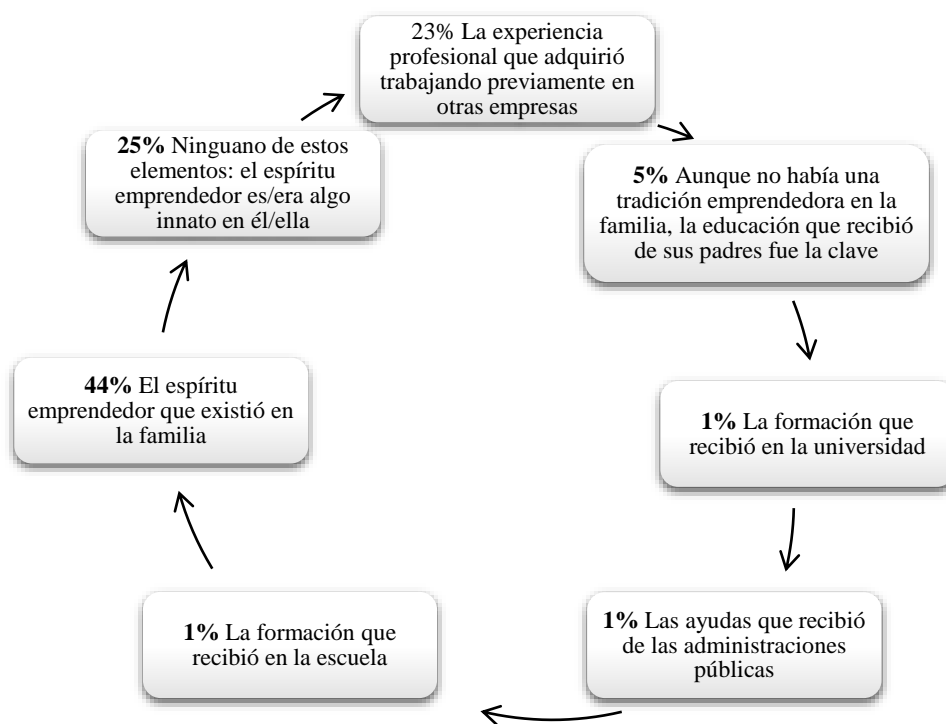 23% La experiencia
profesional que adquirió
trabajando previamente en
otras empresas
5% Aunque no había una
tradición emprendedora en la
familia, la educación que recibió
de sus padres fue la clave
1% La formación que
recibió en la universidad
1% Las ayudas que recibió
de las administraciones
públicas
1% La formación que
recibió en la escuela
44% El espíritu
emprendedor que existió en
la familia
25% Ninguano de estos
elementos: el espíritu
emprendedor es/era algo
innato en él/ella